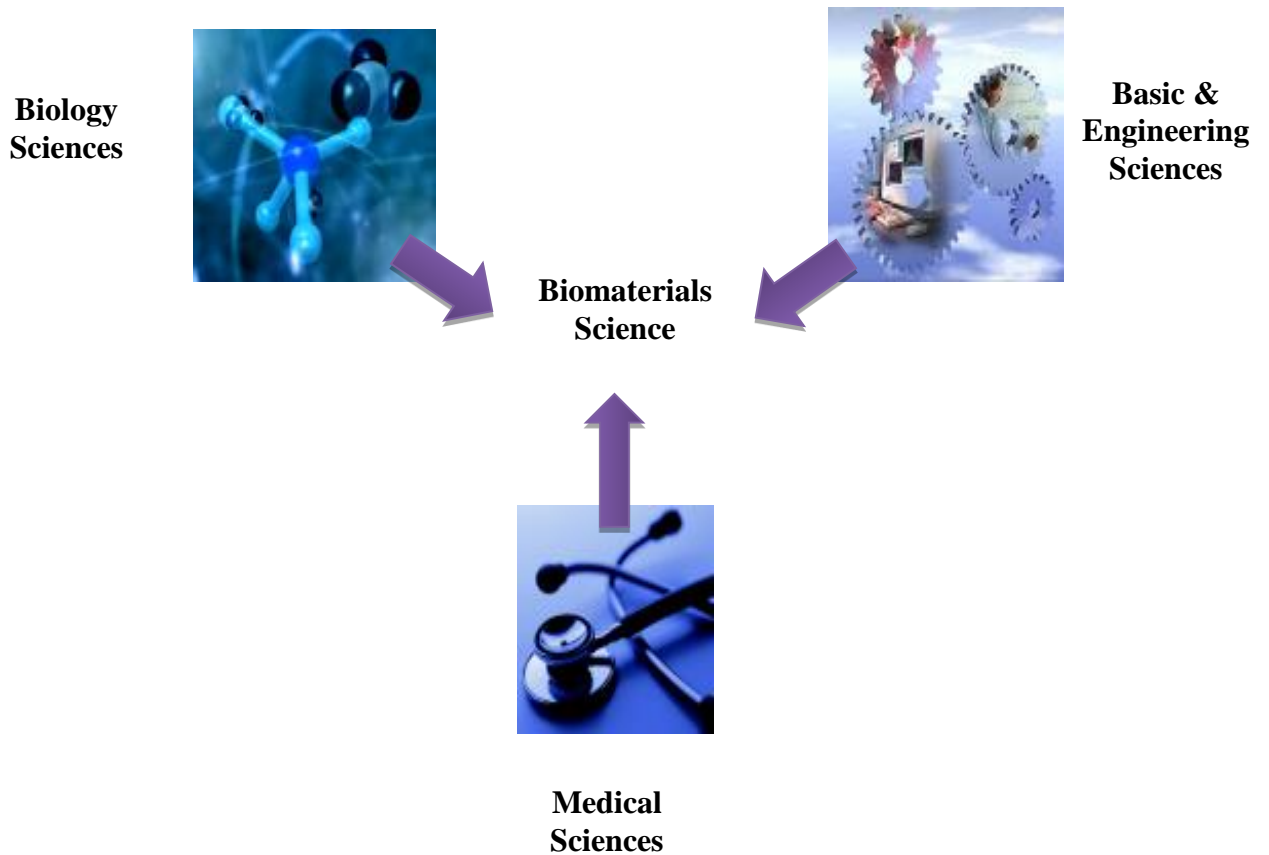 Biology
Sciences
Basic &
Engineering
Sciences
Biomaterials
Science
Medical
Sciences